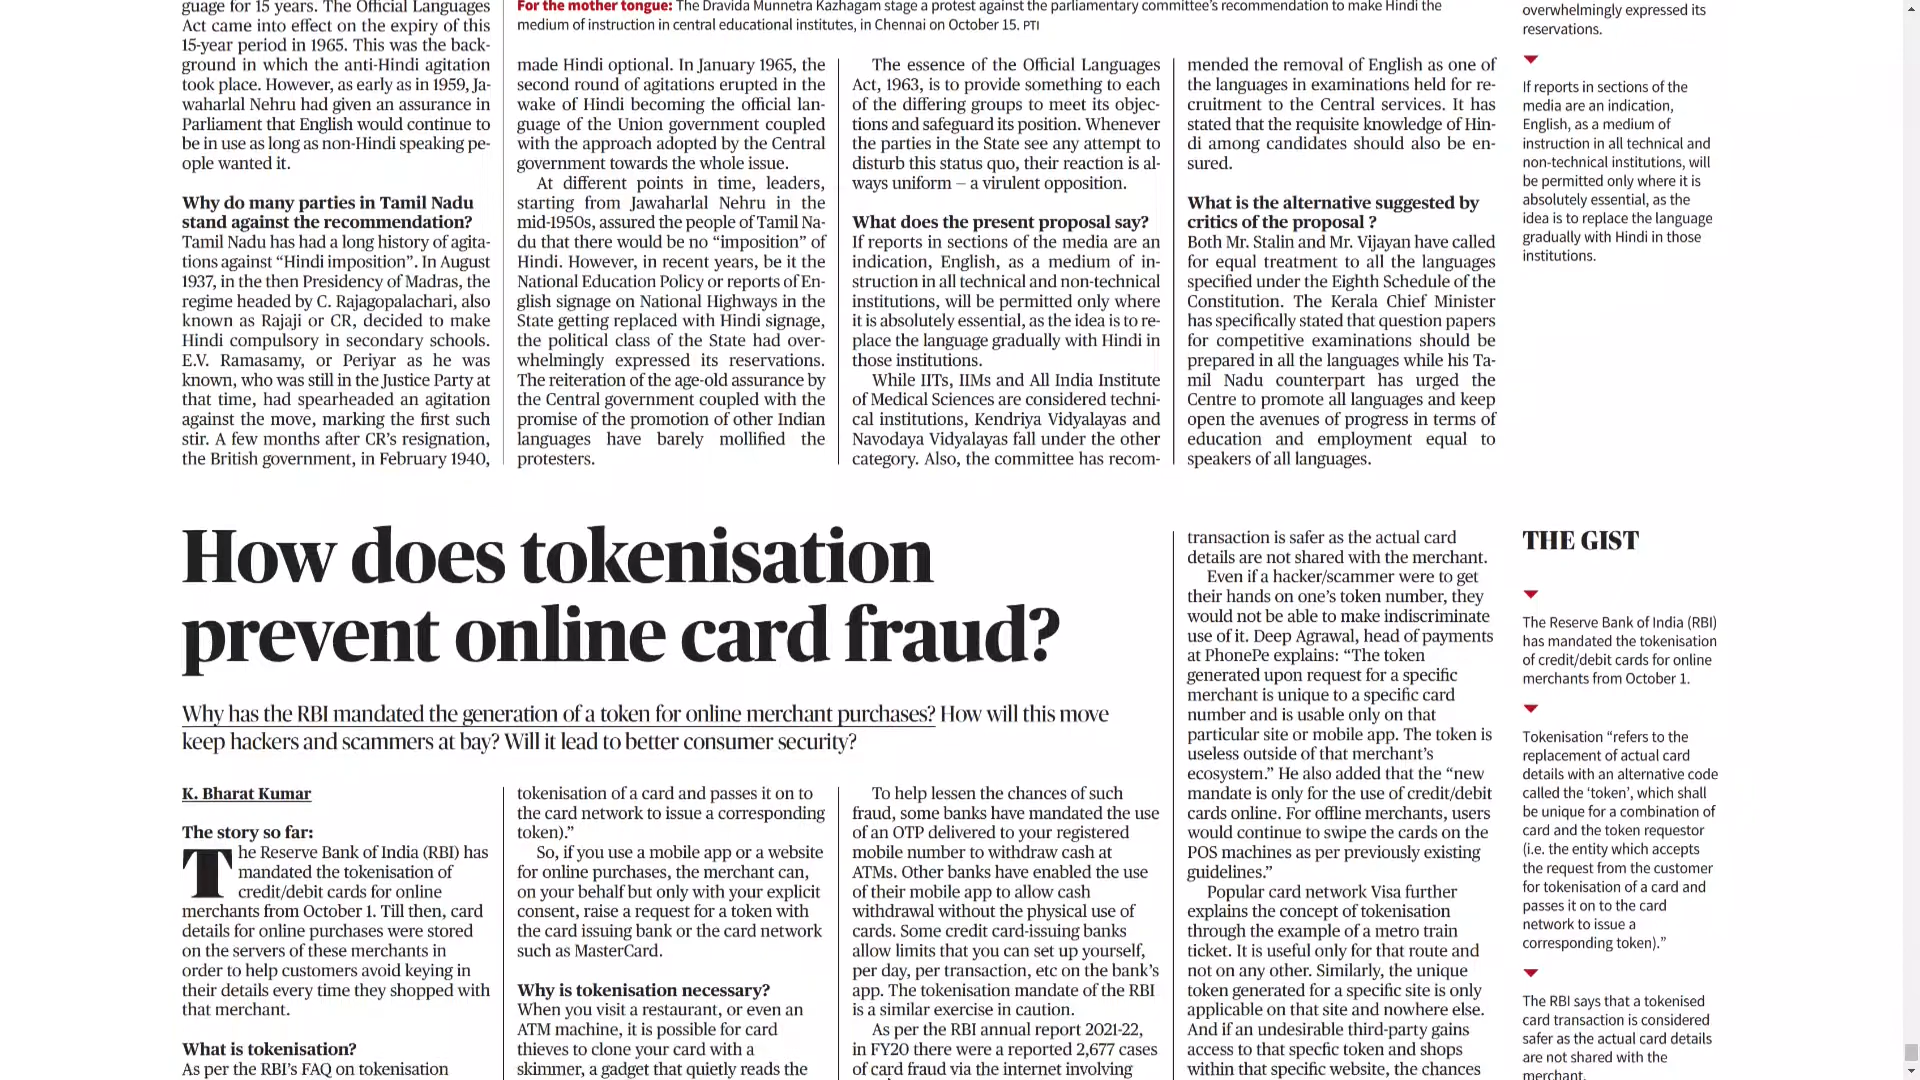 guage for 15 years. The Official Languages
Act came into effect on the expiry of this
15-year period in 1965. This was the back-
ground in which the anti-Hindi agitation
took place. However, as early as in 1959, Ja-
waharlal Nehru had given an assurance in
Parliament that English would continue to
be in use as long as non-Hindi speaking pe-
ople wanted it.
Why do many parties in Tamil Nadu
stand against the recommendation?
Tamil Nadu has had a long history of agita-
tions against “Hindi imposition”. In August
1937, in the then Presidency of Madras, the
regime headed by C. Rajagopalachari, also
known as Rajaji or CR, decided to make
Hindi compulsory in secondary schools.
E.V. Ramasamy, or Periyar as he was
known, who was still in the Justice Party at
that time, had spearheaded an agitation
against the move, marking the first such
stir. A few months after CR’s resignation,
the British government, in February 1940,
For the mother tongue: The Dravida Munnetra Kazhagam stage a protest against the parliamentary committee’s recommendation to make Hindi the
medium of instruction in central educational institutes, in Chennai on October 15. PTI
made Hindi optional. In January 1965, the
second round of agitations erupted in the
wake of Hindi becoming the official lan-
guage of the Union government coupled
with the approach adopted by the Central
government towards the whole issue.
At different points in time, leaders,
starting from Jawaharlal Nehru in the
mid-1950s, assured the people of Tamil Na-
du that there would be no “imposition” of
Hindi. However, in recent years, be it the
National Education Policy or reports of En-
glish signage on National Highways in the
State getting replaced with Hindi signage,
the political class of the State had over-
whelmingly expressed its reservations.
The reiteration of the age-old assurance by
the Central government coupled with the
promise of the promotion of other Indian
languages have barely mollified the
protesters.
The essence of the Official Languages
Act, 1963, is to provide something to each
of the differing groups to meet its objec-
tions and safeguard its position. Whenever
the parties in the State see any attempt to
disturb this status quo, their reaction is al-
ways uniform – a virulent opposition.
What does the present proposal say?
If reports in sections of the media are an
indication, English, as a medium of in-
struction in all technical and non-technical
institutions, will be permitted only where
it is absolutely essential, as the idea is to re-
place the language gradually with Hindi in
those institutions.
While IITs, IIMs and All India Institute
of Medical Sciences are considered techni-
cal institutions, Kendriya Vidyalayas and
Navodaya Vidyalayas fall under the other
category. Also, the committee has recom-
mended the removal of English as one of
the languages in examinations held for re-
cruitment to the Central services. It has
stated that the requisite knowledge of Hin-
di among candidates should also be en-
sured.
What is the alternative suggested by
critics of the proposal ?
Both Mr. Stalin and Mr. Vijayan have called
for equal treatment to all the languages
specified under the Eighth Schedule of the
Constitution. The Kerala Chief Minister
has specifically stated that question papers
for competitive examinations should be
prepared in all the languages while his Ta-
mil Nadu counterpart has urged the
Centre to promote all languages and keep
open the avenues of progress in terms of
education and employment equal to
speakers of all languages.
overwhelmingly expressed its
reservations.
If reports in sections of the
media are an indication,
English, as a medium of
instruction in all technical and
non-technical institutions, will
be permitted only where it is
absolutely essential, as the
idea is to replace the language
gradually with Hindi in those
institutions.
How does tokenisation
prevent online card fraud?
Why has the RBI mandated the generation of a token for online merchant purchases? How will this move
keep hackers and scammers at bay? Will it lead to better consumer security?
K. Bharat Kumar
The story so far:
The Reserve Bank of India (RBI) has
mandated the tokenisation of
credit/debit cards for online
merchants from October 1. Till then, card
details for online purchases were stored
on the servers of these merchants in
order to help customers avoid keying in
their details every time they shopped with
that merchant.
What is tokenisation?
As per the RBI’s FAQ on tokenisation
tokenisation of a card and passes it on to
the card network to issue a corresponding
token).”
So, if you use a mobile app or a website
for online purchases, the merchant can,
on your behalf but only with your explicit
consent, raise a request for a token with
the card issuing bank or the card network
such as MasterCard.
Why is tokenisation necessary?
When you visit a restaurant, or even an
ATM machine, it is possible for card
thieves to clone your card with a
skimmer, a gadget that quietly reads the
To help lessen the chances of such
fraud, some banks have mandated the use
of an OTP delivered to your registered
mobile number to withdraw cash at
ATMs. Other banks have enabled the use
of their mobile app to allow cash
withdrawal without the physical use of
cards. Some credit card-issuing banks
allow limits that you can set up yourself,
per day, per transaction, etc on the bank’s
app. The tokenisation mandate of the RBI
is a similar exercise in caution.
As per the RBI annual report 2021-22,
in FY20 there were a reported 2,677 cases
of card fraud via the internet involving
transaction is safer as the actual card
details are not shared with the merchant.
Even if a hacker/scammer were to get
their hands on one’s token number, they
would not be able to make indiscriminate
use of it. Deep Agrawal, head of payments
at PhonePe explains: “The token
generated upon request for a specific
merchant is unique to a specific card
number and is usable only on that
particular site or mobile app. The token is
useless outside of that merchant’s
ecosystem.” He also added that the “new
mandate is only for the use of credit/debit
cards online. For offline merchants, users
would continue to swipe the cards on the
POS machines as per previously existing
guidelines.”
Popular card network Visa further
explains the concept of tokenisation
through the example of a metro train
ticket. It is useful only for that route and
not on any other. Similarly, the unique
token generated for a specific site is only
applicable on that site and nowhere else.
And if an undesirable third-party gains
access to that specfic token and shops
within that specific website, the chances
THE GIST
The Reserve Bank of India (RBI)
has mandated the tokenisation
of credit/debit cards for online
merchants from October 1.
Tokenisation “refers to the
replacement of actual card
details with an alternative code
called the ‘token’, which shall
be unique for a combination of
card and the token requestor
(i.e. the entity which accepts
the request from the customer
for tokenisation of a card and
passes it on to the card
network to issue a
corresponding token).”
The RBI says that a tokenised
card transaction is considered
safer as the actual card details
are not shared with the
merchant.